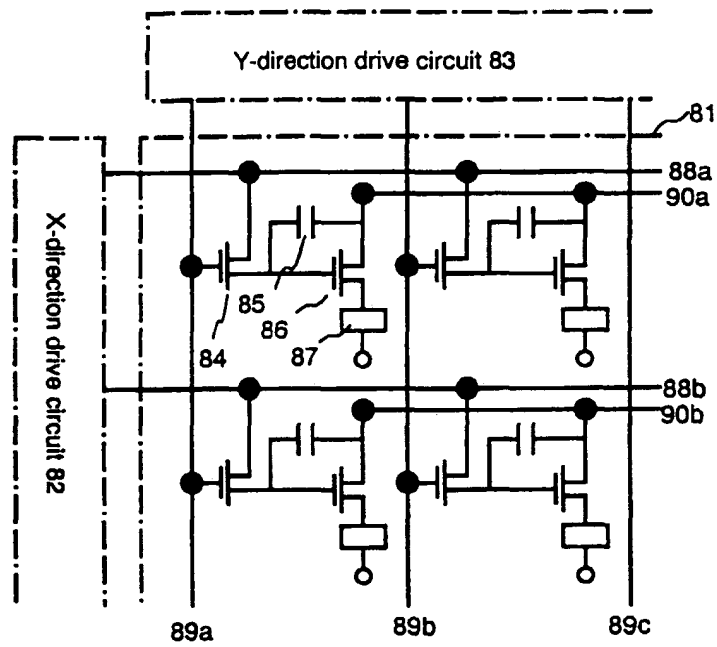 Y-direction drive circuit 83
81
88a
90a
X-direction drive circuit 82
85
86
84
87
88b
90b
89a
89b
89c